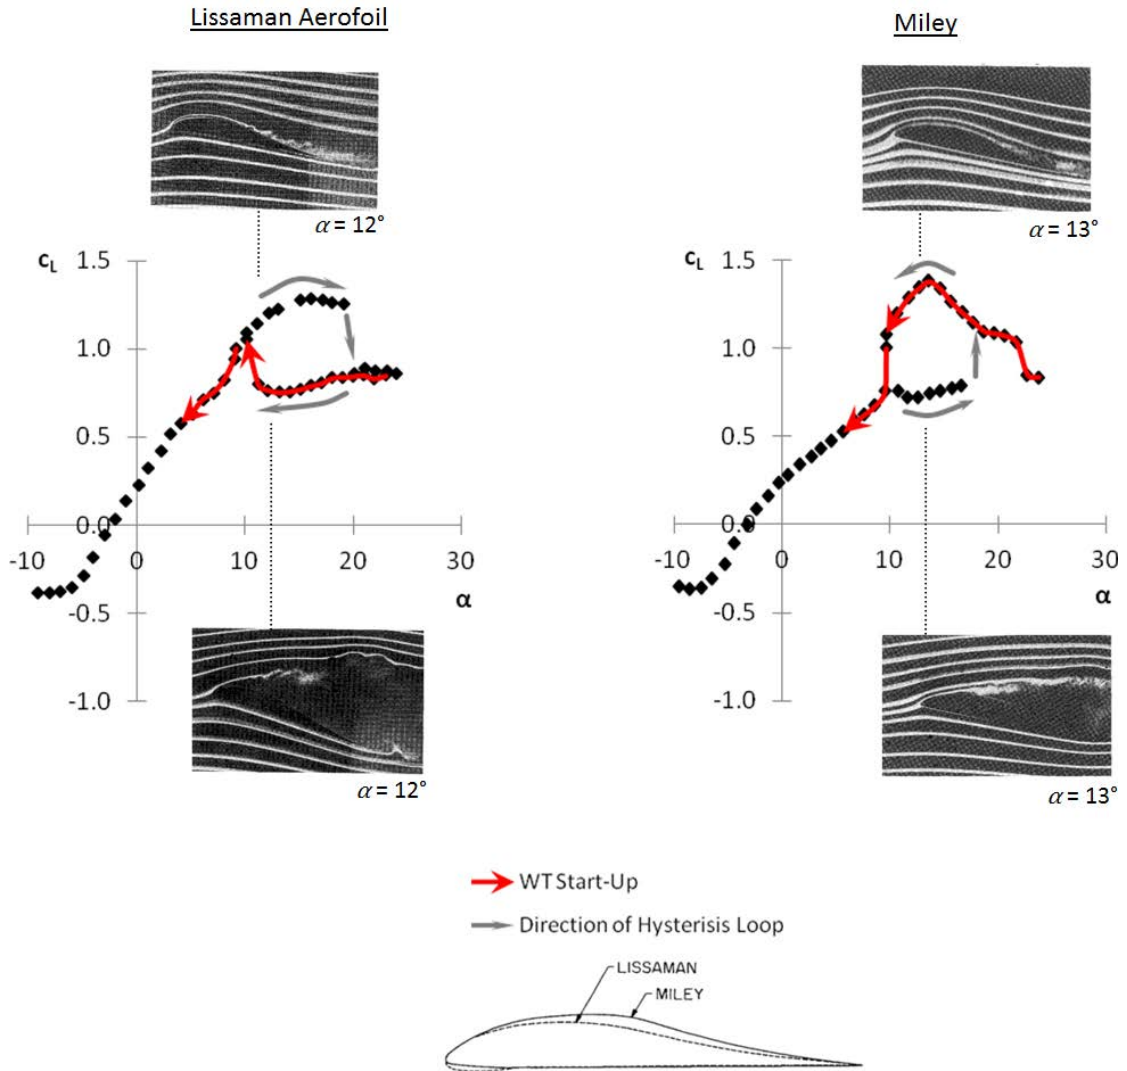 Lissaman Aerofoil
Miley
α = 12°
α = 13°
cL
1.5
1.0
0.5
0.0
-10 0 10 20 30
α
-0.5
-1.0
α = 12°
cL
1.5
1.0
0.5
0.0
-10 0 10 20 30
α
-0.5
-1.0
α = 13°
WT Start-Up
Direction of Hysterisis Loop
LISSAMAN
MILEY